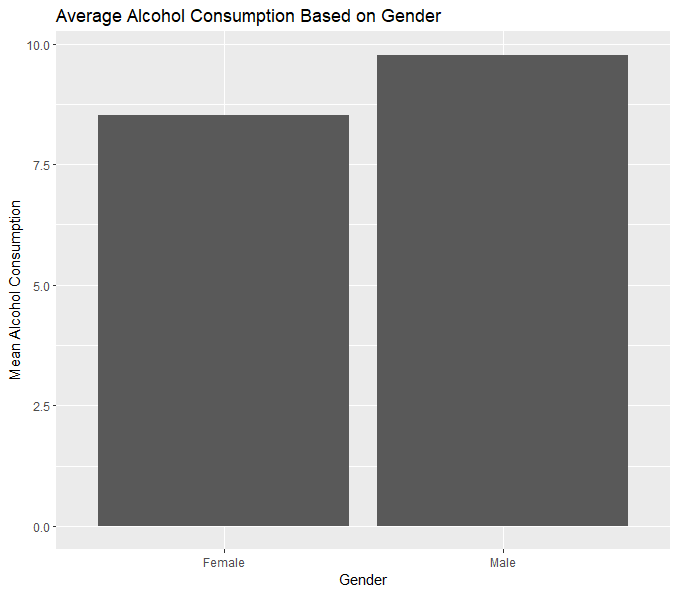 Average Alcohol Consumption Based on Gender
Mean Alcohol Consumption
10.0
7.5
5.0
2.5
0.0
Female
Male
Gender